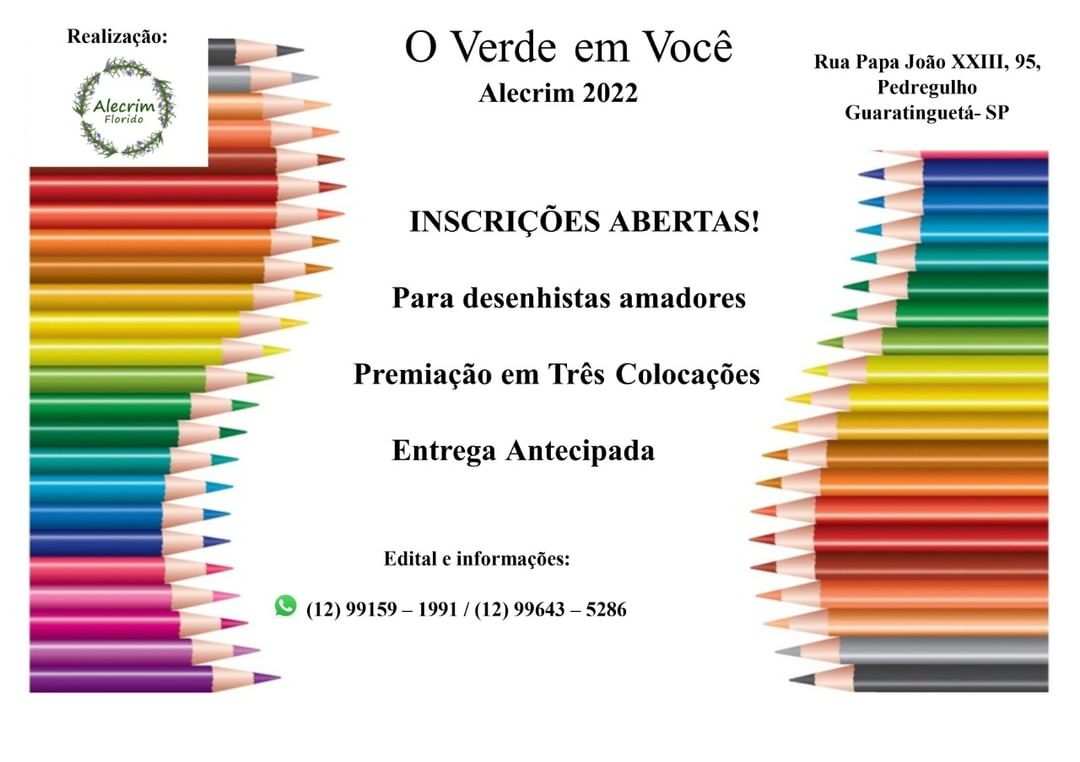 Realização:
Alecrim
Florido
O Verde em Você
Alecrim 2022
Rua Papa João XXIII, 95,
Pedregulho
Guaratinguetá- SP
INSCRIÇÕES ABERTAS!
Para desenhistas amadores
Premiação em Três Colocações
Entrega Antecipada
Edital e informações:
(12) 99159 – 1991 / (12) 99643 – 5286